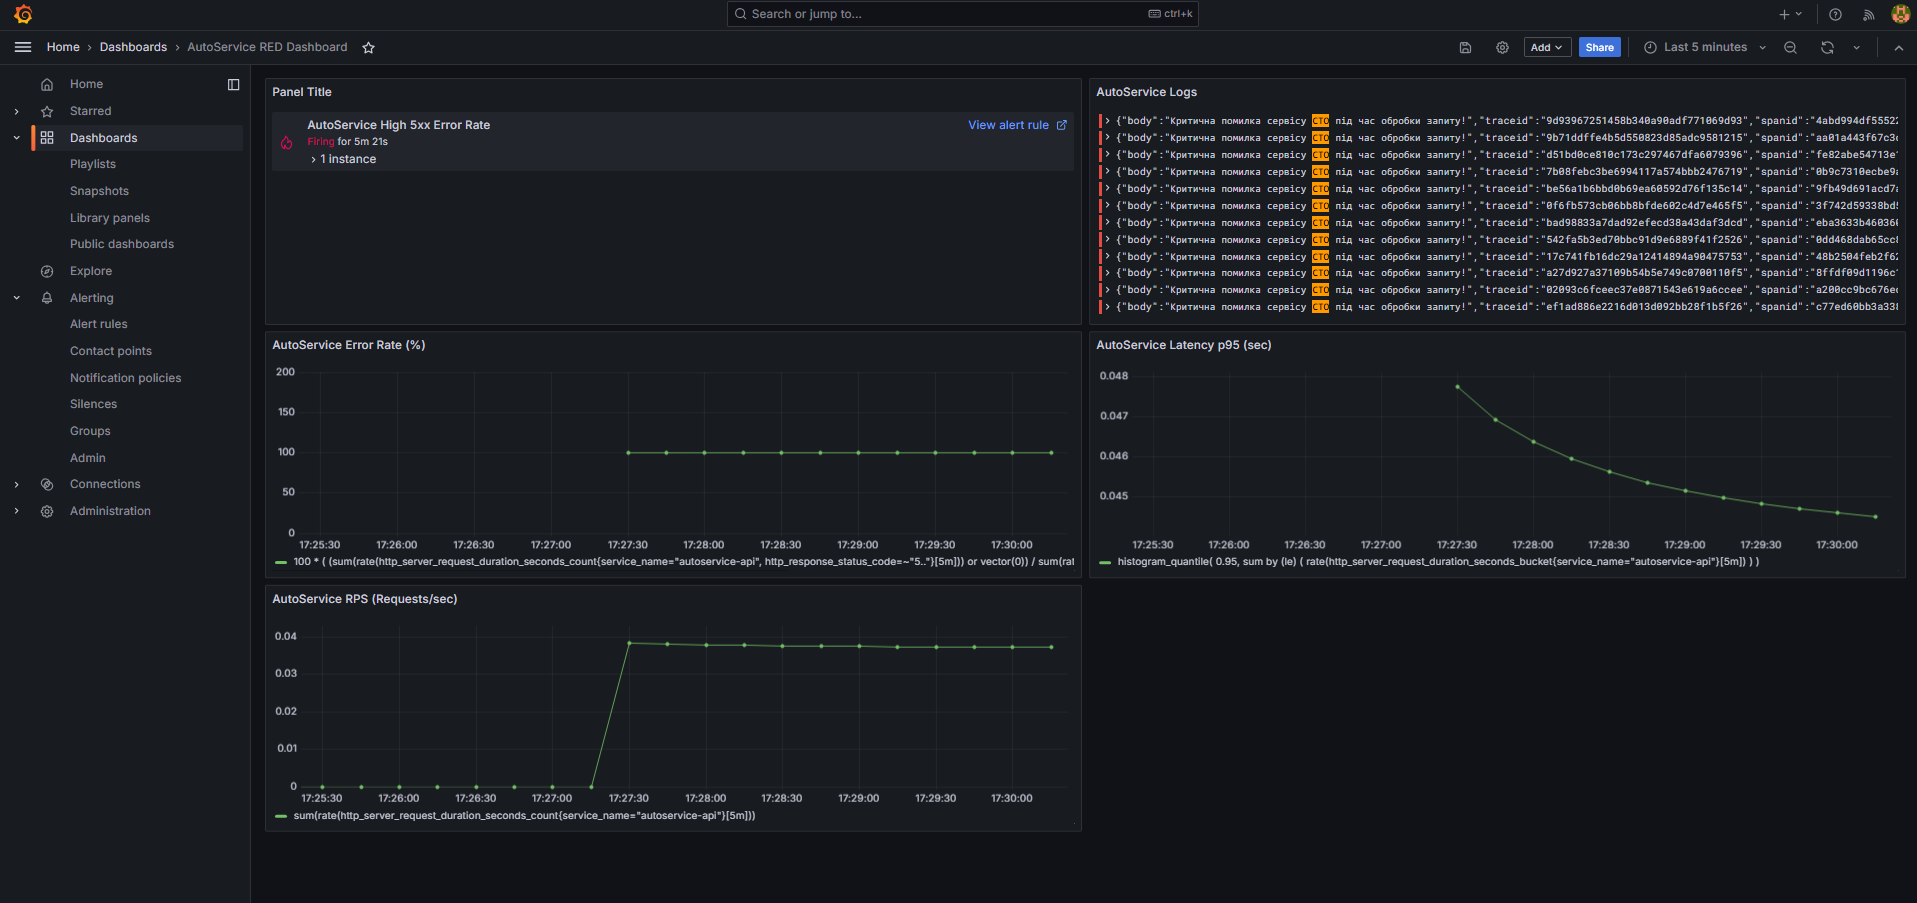 Search or jump to...
ctrl+k
Home › Dashboards › AutoService RED Dashboard
Add
Share
Last 5 minutes
Home
Starred
Dashboards
Playlists
Snapshots
Library panels
Public dashboards
Explore
Alerting
Alert rules
Contact points
Notification policies
Silences
Groups
Admin
Connections
Administration
Panel Title
AutoService High 5xx Error Rate
View alert rule
Firing for 5m 21s
1 instance
AutoService Logs
{"body":"Критична помилка сервісу СТО під час обробки запиту!","traceid":"9d93967251458b340a90adf771069d93","spanid":"4abd994df55522
{"body":"Критична помилка сервісу СТО під час обробки запиту!","traceid":"9b71ddffe4b5d550823d85adc9581215","spanid":"aa01a443f67c3c
{"body":"Критична помилка сервісу СТО під час обробки запиту!","traceid":"d51bd0ce810c173c297467dfa6079396","spanid":"fe82abe54713e1
{"body":"Критична помилка сервісу СТО під час обробки запиту!","traceid":"7b08febc3be6994117a574bbb2476719","spanid":"0b9c7310ecbe9a
{"body":"Критична помилка сервісу СТО під час обробки запиту!","traceid":"be56a1b6bbd0b69ea60592d76f135c14","spanid":"9fb49d691acd7a
{"body":"Критична помилка сервісу СТО під час обробки запиту!","traceid":"0f6fb573cb06bb8bfde602c4d7e465f5","spanid":"3f742d59338bd5
{"body":"Критична помилка сервісу СТО під час обробки запиту!","traceid":"bad98833a7dad92efecd38a43daf3dcd","spanid":"eba3633b460360
{"body":"Критична помилка сервісу СТО під час обробки запиту!","traceid":"542fa5b3ed70bbc91d9e6889f41f2526","spanid":"0dd468dab65cc8
{"body":"Критична помилка сервісу СТО під час обробки запиту!","traceid":"17c741fb16dc29a12414894a90475753","spanid":"48b2504feb2f62
{"body":"Критична помилка сервісу СТО під час обробки запиту!","traceid":"a27d927a37109b54b5e749c0700110f5","spanid":"8ffdf09d1196c1
{"body":"Критична помилка сервісу СТО під час обробки запиту!","traceid":"02093c6fceec37e0871543e619a6ccee","spanid":"a200cc9bc676ec
{"body":"Критична помилка сервісу СТО під час обробки запиту!","traceid":"ef1ad886e2216d013d092bb28f1b5f26","spanid":"c77ed60bb3a338
AutoService Error Rate (%)
200
150
100
50
0
17:25:30 17:26:00 17:26:30 17:27:00 17:27:30 17:28:00 17:28:30 17:29:00 17:29:30 17:30:00
100 * ( (sum(rate(http_server_request_duration_seconds_count{service_name="autoservice-api", http_response_status_code=~"5.."}[5m])) or vector(0)) / sum(rat
AutoService Latency p95 (sec)
0.048
0.047
0.046
0.045
17:25:30 17:26:00 17:26:30 17:27:00 17:27:30 17:28:00 17:28:30 17:29:00 17:29:30 17:30:00
histogram_quantile( 0.95, sum by (le) ( rate(http_server_request_duration_seconds_bucket{service_name="autoservice-api"}[5m]) ) )
AutoService RPS (Requests/sec)
0.04
0.03
0.02
0.01
0
17:25:30 17:26:00 17:26:30 17:27:00 17:27:30 17:28:00 17:28:30 17:29:00 17:29:30 17:30:00
sum(rate(http_server_request_duration_seconds_count{service_name="autoservice-api"}[5m]))